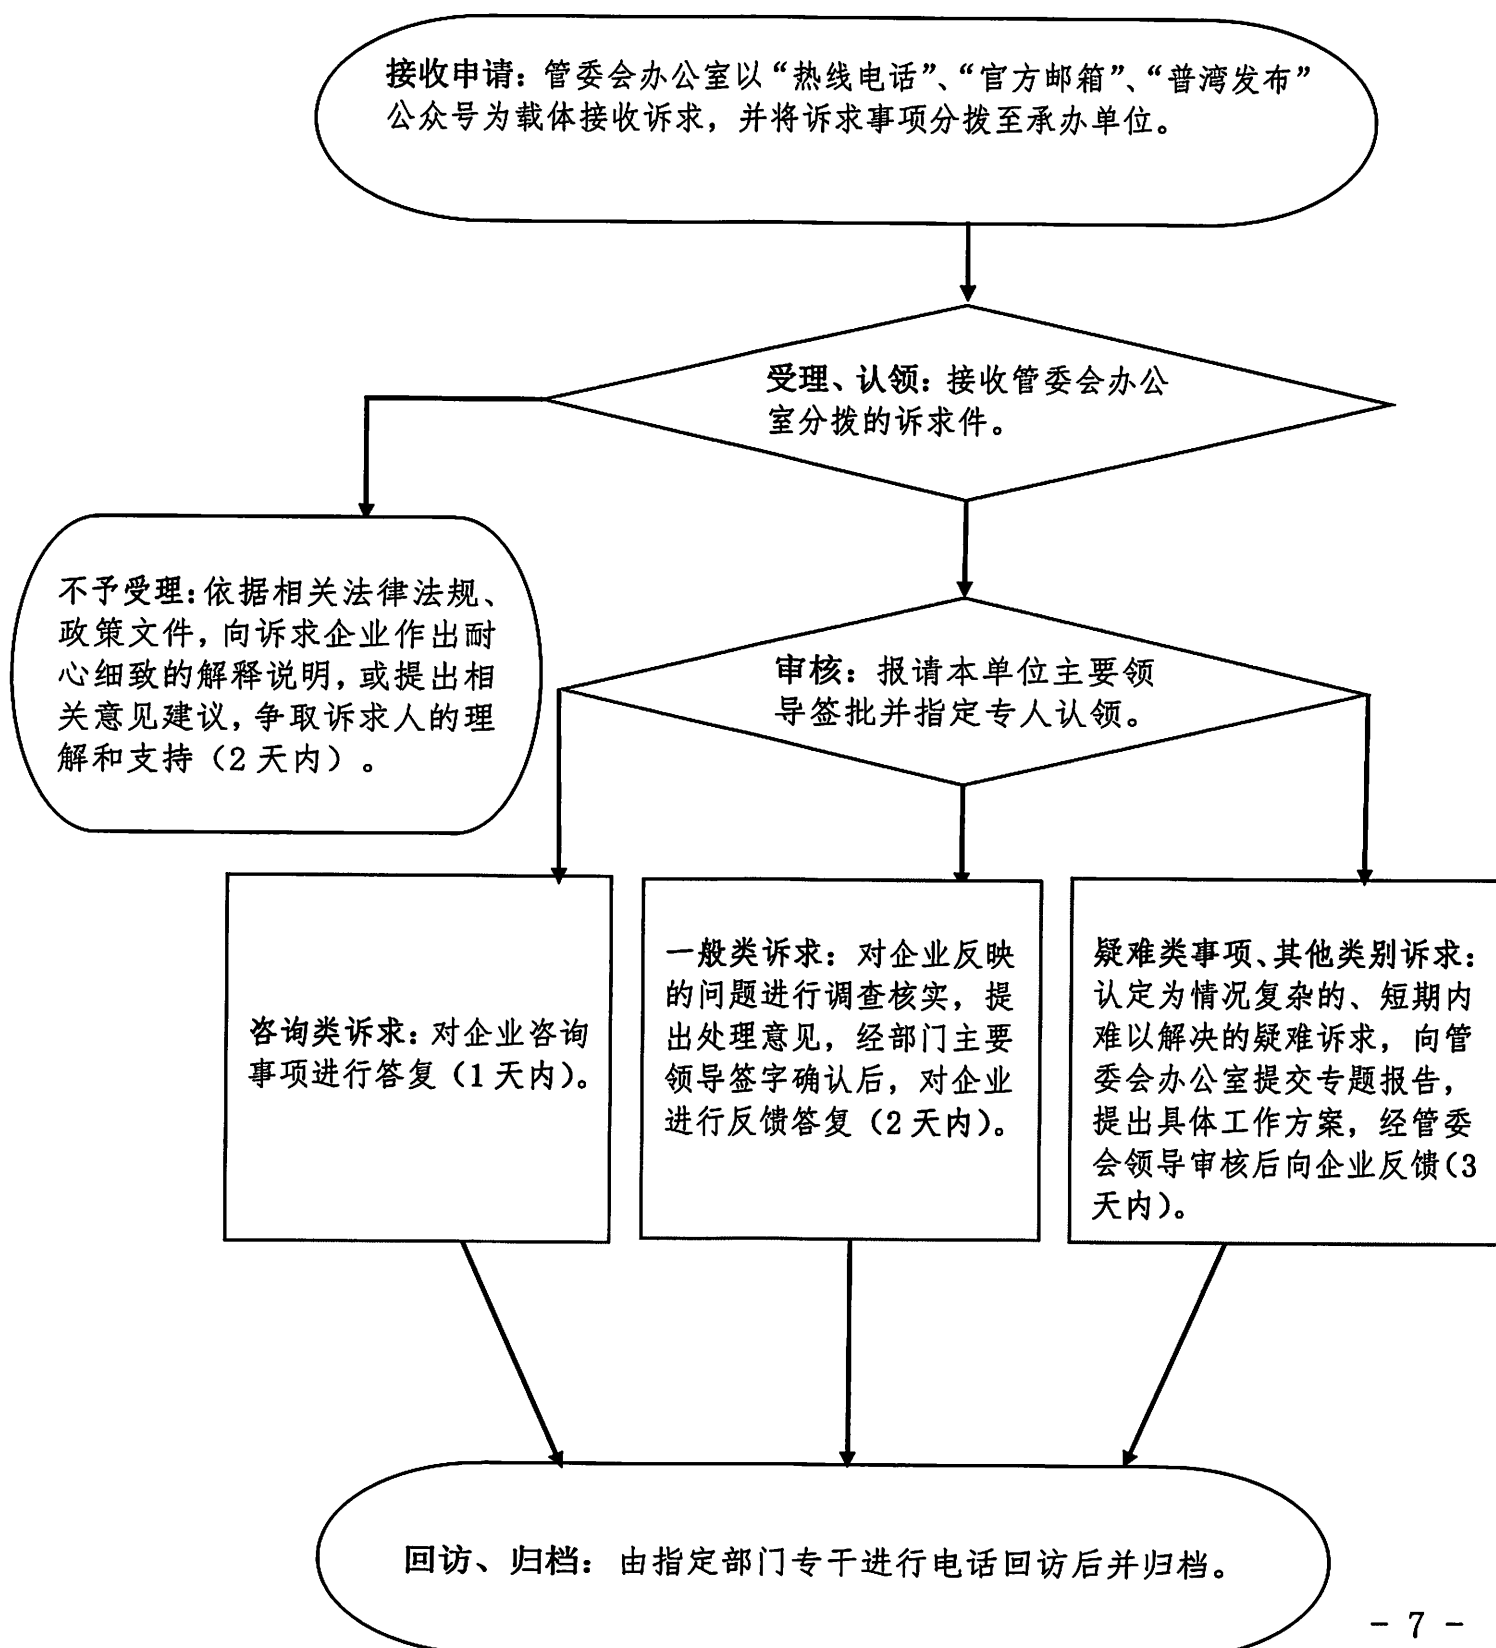 接收申请：管委会办公室以“热线电话”、“官方邮箱”、“普湾发布”
公众号为载体接收诉求，并将诉求事项分拨至承办单位。
受理、认领：接收管委会办公
室分拨的诉求件。
不予受理：依据相关法律法规、
政策文件，向诉求企业作出耐
心细致的解释说明，或提出相
关意见建议，争取诉求人的理
解和支持（2 天内）。
审核：报请本单位主要领
导签批并指定专人认领。
咨询类诉求：对企业咨询
事项进行答复（1 天内）。
一般类诉求：对企业反映
的问题进行调查核实，提
出处理意见，经部门主要
领导签字确认后，对企业
进行反馈答复（2 天内）。
疑难类事项、其他类别诉求：
认定为情况复杂的、短期内
难以解决的疑难诉求，向管
委会办公室提交专题报告，
提出具体工作方案，经管委
会领导审核后向企业反馈（3
天内）。
回访、归档：由指定部门专干进行电话回访后并归档。
- 7 -